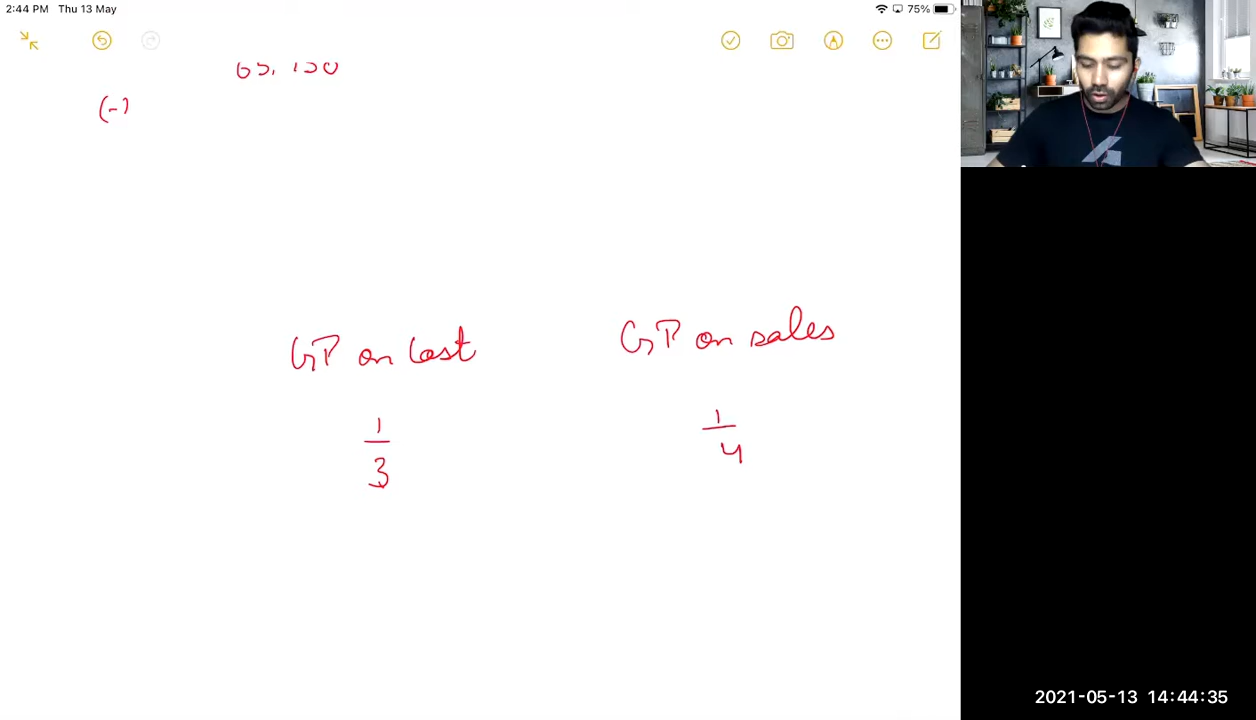 2:44 PM Thu 13 May 75%
(-)
GP on Cost GP on sales
1 1
3 4
2021-05-13 14:44:35